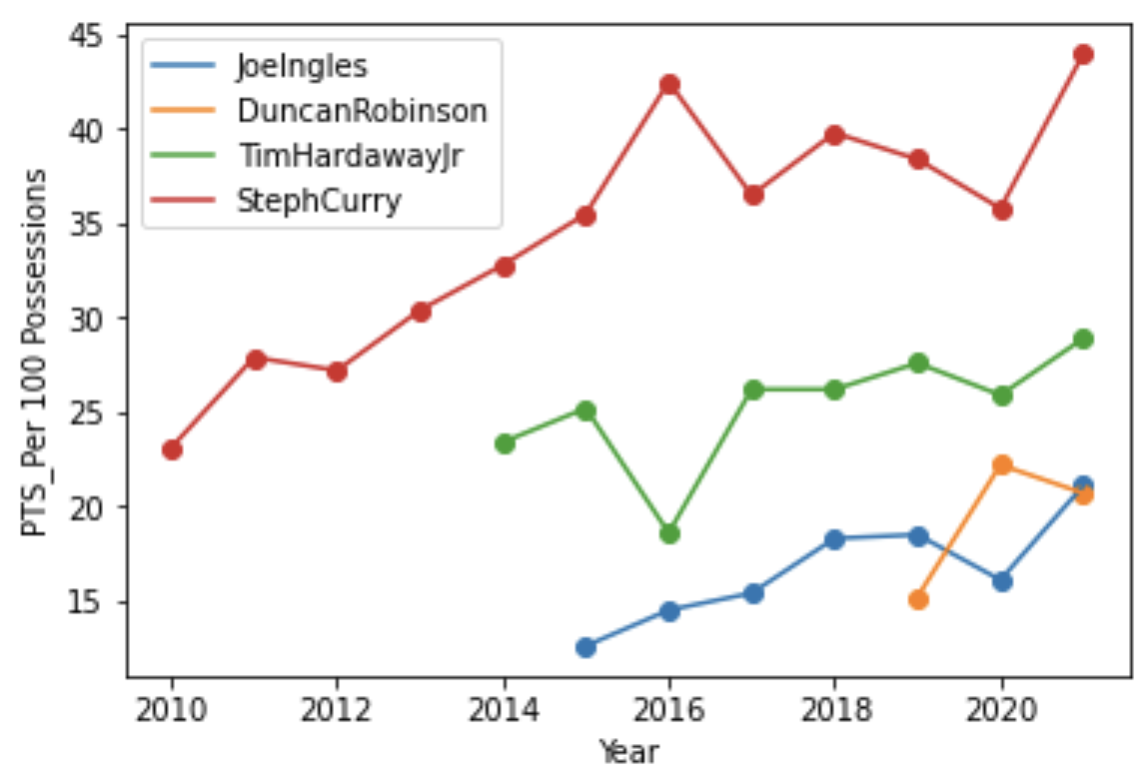 45
40
35
30
25
20
15
PTS_Per 100 Possessions
JoeIngles
DuncanRobinson
TimHardawayJr
StephCurry
2010 2012 2014 2016 2018 2020
Year